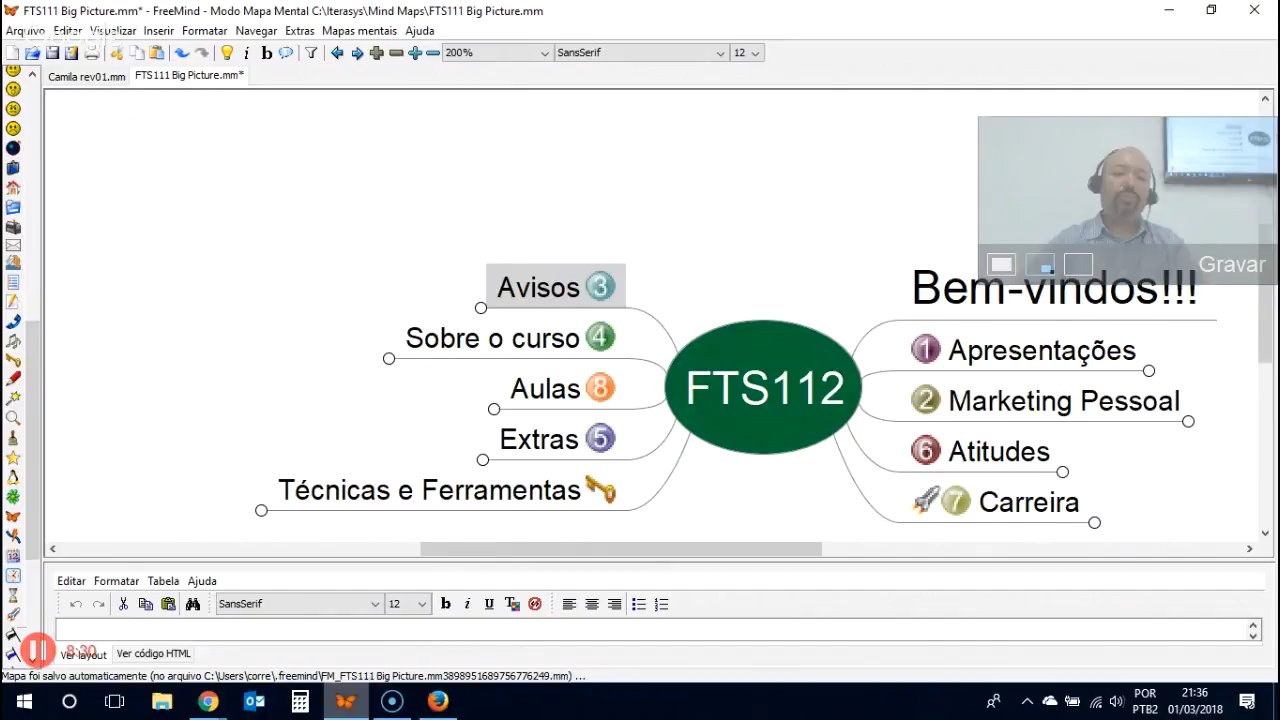 FTS111 Big Picture.mm* - FreeMind - Modo Mapa Mental C:\Iterasys\Mind Maps\FTS111 Big Picture.mm
Arquivo Editar Visualizar Inserir Formatar Navegar Extras Mapas mentais Ajuda
200% SansSerif 12
Camila rev01.mm FTS111 Big Picture.mm*
Gravar
Avisos 3
Bem-vindos!!!
Sobre o curso 4
1 Apresentações
Aulas 8
FTS112
2 Marketing Pessoal
Extras 5
6 Atitudes
Técnicas e Ferramentas
7 Carreira
Editar Formatar Tabela Ajuda
SansSerif 12 b i U
8:30
Ver layout Ver código HTML
Mapa foi salvo automaticamente (no arquivo C:\Users\corre\.freemind\FM_FTS111 Big Picture.mm3898951689756776249.mm) ...
POR 21:36
PTB2 01/03/2018